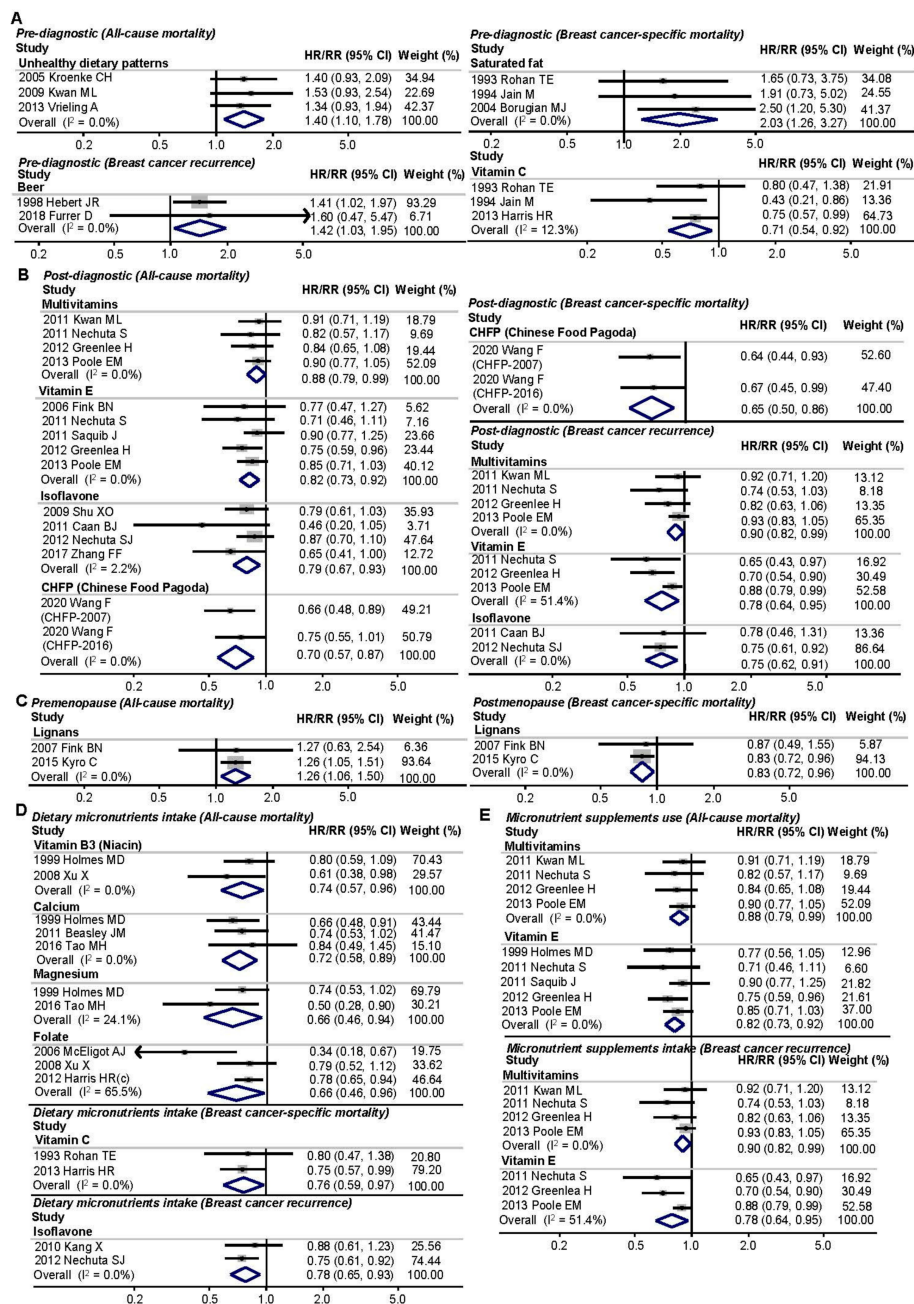 A
Pre-diagnostic (All-cause mortality)
Study HR/RR (95% CI) Weight (%)
Unhealthy dietary patterns
2005 Kroenke CH 1.40 (0.93, 2.09) 34.94
2009 Kwan ML 1.53 (0.93, 2.54) 22.69
2013 Vrieling A 1.34 (0.93, 1.94) 42.37
Overall (I² = 0.0%) 1.40 (1.10, 1.78) 100.00
0.5 1.0 2.0 5.0
Pre-diagnostic (Breast cancer recurrence)
Study HR/RR (95% CI) Weight (%)
Beer
1998 Hebert JR 1.41 (1.02, 1.97) 93.29
2018 Furrer D 1.60 (0.47, 5.47) 6.71
Overall (I² = 0.0%) 1.42 (1.03, 1.95) 100.00
0.5 1.0 2.0 5.0
Pre-diagnostic (Breast cancer-specific mortality)
Study HR/RR (95% CI) Weight (%)
Saturated fat
1993 Rohan TE 1.65 (0.73, 3.75) 34.08
1994 Jain M 1.91 (0.73, 5.02) 24.55
2004 Borugian MJ 2.50 (1.20, 5.30) 41.37
Overall (I² = 0.0%) 2.03 (1.26, 3.27) 100.00
0.5 1.0 2.0 5.0
Study HR/RR (95% CI) Weight (%)
Vitamin C
1993 Rohan TE 0.80 (0.47, 1.38) 21.91
1994 Jain M 0.43 (0.21, 0.86) 13.36
2013 Harris HR 0.75 (0.57, 0.99) 64.73
Overall (I² = 12.3%) 0.71 (0.54, 0.92) 100.00
0.2 0.5 1.0 2.0
B
Post-diagnostic (All-cause mortality)
Study HR/RR (95% CI) Weight (%)
Multivitamins
2011 Kwan ML 0.91 (0.71, 1.19) 18.79
2011 Nechuta S 0.82 (0.57, 1.17) 9.69
2012 Greenlee H 0.84 (0.65, 1.08) 19.44
2013 Poole EM 0.90 (0.77, 1.05) 52.09
Overall (I² = 0.0%) 0.88 (0.79, 0.99) 100.00
Vitamin E
2006 Fink BN 0.77 (0.47, 1.27) 5.62
2011 Nechuta S 0.71 (0.46, 1.11) 7.16
2011 Saquib J 0.90 (0.77, 1.25) 23.66
2012 Greenlea H 0.75 (0.59, 0.96) 23.44
2013 Poole EM 0.85 (0.71, 1.03) 40.12
Overall (I² = 0.0%) 0.82 (0.73, 0.92) 100.00
Isoflavone
2009 Shu XO 0.79 (0.61, 1.03) 35.93
2011 Caan BJ 0.46 (0.20, 1.05) 3.71
2012 Nechuta SJ 0.87 (0.70, 1.10) 47.64
2017 Zhang FF 0.65 (0.41, 1.00) 12.72
Overall (I² = 2.2%) 0.79 (0.67, 0.93) 100.00
CHFP (Chinese Food Pagoda)
2020 Wang F
(CHFP-2007) 0.66 (0.48, 0.89) 49.21
2020 Wang F
(CHFP-2016) 0.75 (0.55, 1.01) 50.79
Overall (I² = 0.0%) 0.70 (0.57, 0.87) 100.00
0.2 0.5 1.0 2.0
Post-diagnostic (Breast cancer-specific mortality)
Study HR/RR (95% CI) Weight (%)
CHFP (Chinese Food Pagoda)
2020 Wang F
(CHFP-2007) 0.64 (0.44, 0.93) 52.60
2020 Wang F
(CHFP-2016) 0.67 (0.45, 0.99) 47.40
Overall (I² = 0.0%) 0.65 (0.50, 0.86) 100.00
Post-diagnostic (Breast cancer recurrence)
Study HR/RR (95% CI) Weight (%)
Multivitamins
2011 Kwan ML 0.92 (0.71, 1.20) 13.12
2011 Nechuta S 0.74 (0.53, 1.03) 8.18
2012 Greenlee H 0.82 (0.63, 1.06) 13.35
2013 Poole EM 0.93 (0.83, 1.05) 65.35
Overall (I² = 0.0%) 0.90 (0.82, 0.99) 100.00
Vitamin E
2011 Nechuta S 0.65 (0.43, 0.97) 16.92
2012 Greenlea H 0.70 (0.54, 0.90) 30.49
2013 Poole EM 0.88 (0.79, 0.99) 52.58
Overall (I² = 51.4%) 0.78 (0.64, 0.95) 100.00
Isoflavone
2011 Caan BJ 0.78 (0.46, 1.31) 13.36
2012 Nechuta SJ 0.75 (0.61, 0.92) 86.64
Overall (I² = 0.0%) 0.75 (0.62, 0.91) 100.00
0.2 0.5 1.0 2.0
C
Premenopause (All-cause mortality)
Study HR/RR (95% CI) Weight (%)
Lignans
2007 Fink BN 1.27 (0.63, 2.54) 6.36
2015 Kyro C 1.26 (1.05, 1.51) 93.64
Overall (I² = 0.0%) 1.26 (1.06, 1.50) 100.00
0.5 1.0 2.0 5.0
Postmenopause (Breast cancer-specific mortality)
Study HR/RR (95% CI) Weight (%)
Lignans
2007 Fink BN 0.87 (0.49, 1.55) 5.87
2015 Kyro C 0.83 (0.72, 0.96) 94.13
Overall (I² = 0.0%) 0.83 (0.72, 0.96) 100.00
0.5 1.0 2.0 5.0
D
Dietary micronutrients intake (All-cause mortality)
Study HR/RR (95% CI) Weight (%)
Vitamin B3 (Niacin)
1999 Holmes MD 0.80 (0.59, 1.09) 70.43
2008 Xu X 0.61 (0.38, 0.98) 29.57
Overall (I² = 0.0%) 0.74 (0.57, 0.96) 100.00
Calcium
1999 Holmes MD 0.66 (0.48, 0.91) 43.44
2011 Beasley JM 0.74 (0.53, 1.02) 41.47
2016 Tao MH 0.84 (0.49, 1.45) 15.10
Overall (I² = 0.0%) 0.72 (0.58, 0.89) 100.00
Magnesium
1999 Holmes MD 0.74 (0.53, 1.02) 69.79
2016 Tao MH 0.50 (0.28, 0.90) 30.21
Overall (I² = 24.1%) 0.66 (0.46, 0.94) 100.00
Folate
2006 McEligot AJ 0.34 (0.18, 0.67) 19.75
2008 Xu X 0.79 (0.52, 1.12) 33.62
2012 Harris HR(c) 0.78 (0.65, 0.94) 46.64
Overall (I² = 65.5%) 0.66 (0.46, 0.96) 100.00
Dietary micronutrients intake (Breast cancer-specific mortality)
Study
Vitamin C
1993 Rohan TE 0.80 (0.47, 1.38) 20.80
2013 Harris HR 0.75 (0.57, 0.99) 79.20
Overall (I² = 0.0%) 0.76 (0.59, 0.97) 100.00
Dietary micronutrients intake (Breast cancer recurrence)
Study
Isoflavone
2010 Kang X 0.88 (0.61, 1.23) 25.56
2012 Nechuta SJ 0.75 (0.61, 0.92) 74.44
Overall (I² = 0.0%) 0.78 (0.65, 0.93) 100.00
0.2 0.5 1.0 2.0
E
Micronutrient supplements use (All-cause mortality)
Study HR/RR (95% CI) Weight (%)
Multivitamins
2011 Kwan ML 0.91 (0.71, 1.19) 18.79
2011 Nechuta S 0.82 (0.57, 1.17) 9.69
2012 Greenlee H 0.84 (0.65, 1.08) 19.44
2013 Poole EM 0.90 (0.77, 1.05) 52.09
Overall (I² = 0.0%) 0.88 (0.79, 0.99) 100.00
Vitamin E
1999 Holmes MD 0.77 (0.56, 1.05) 12.96
2011 Nechuta S 0.71 (0.46, 1.11) 6.60
2011 Saquib J 0.90 (0.77, 1.25) 21.82
2012 Greenlea H 0.75 (0.59, 0.96) 21.61
2013 Poole EM 0.85 (0.71, 1.03) 37.00
Overall (I² = 0.0%) 0.82 (0.73, 0.92) 100.00
Micronutrient supplements intake (Breast cancer recurrence)
Study HR/RR (95% CI) Weight (%)
Multivitamins
2011 Kwan ML 0.92 (0.71, 1.20) 13.12
2011 Nechuta S 0.74 (0.53, 1.03) 8.18
2012 Greenlea H 0.82 (0.63, 1.06) 13.35
2013 Poole EM 0.93 (0.83, 1.05) 65.35
Overall (I² = 0.0%) 0.90 (0.82, 0.99) 100.00
Vitamin E
2011 Nechuta S 0.65 (0.43, 0.97) 16.92
2012 Greenlea H 0.70 (0.54, 0.90) 30.49
2013 Poole EM 0.88 (0.79, 0.99) 52.58
Overall (I² = 51.4%) 0.78 (0.64, 0.95) 100.00
0.2 0.5 1.0 2.0 5.0